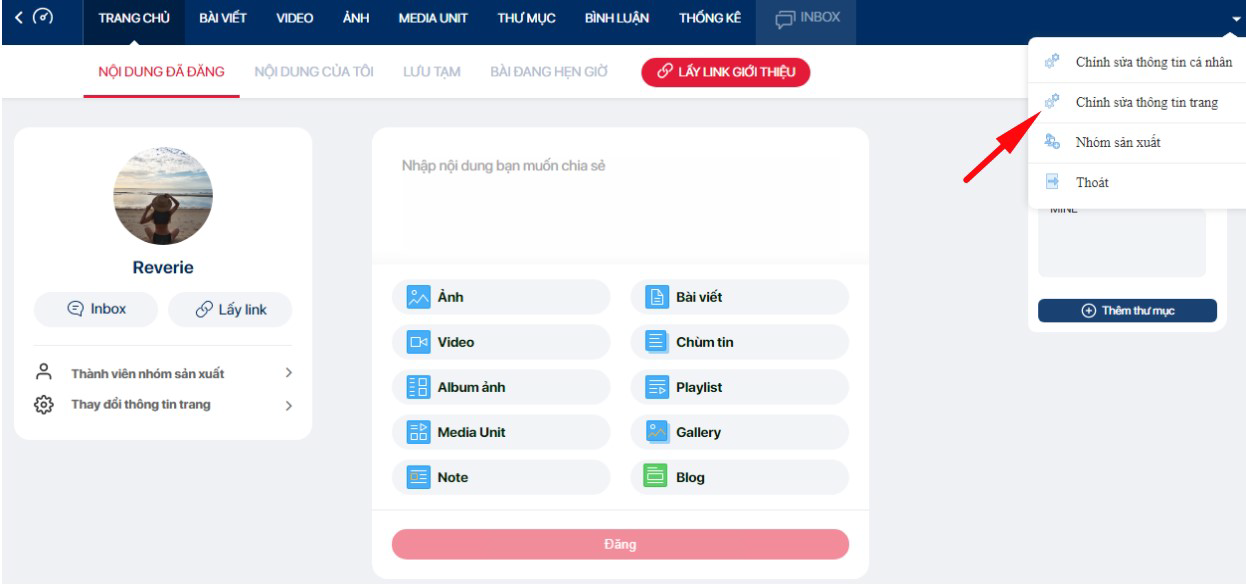 TRANG CHỦ BÀI VIẾT VIDEO ẢNH MEDIA UNIT THƯ MỤC BÌNH LUẬN THỐNG KÊ INBOX
NỘI DUNG ĐÃ ĐĂNG NỘI DUNG CỦA TÔI LƯU TẠM BÀI ĐANG HẸN GIỜ LẤY LINK GIỚI THIỆU
Chỉnh sửa thông tin cá nhân
Chỉnh sửa thông tin trang
Nhóm sản xuất
Thoát
Reverie
Inbox Lấy link
Thành viên nhóm sản xuất
Thay đổi thông tin trang
Nhập nội dung bạn muốn chia sẻ
Ảnh Bài viết
Video Chùm tin
Album ảnh Playlist
Media Unit Gallery
Note Blog
Đăng
MINE
Thêm thư mục